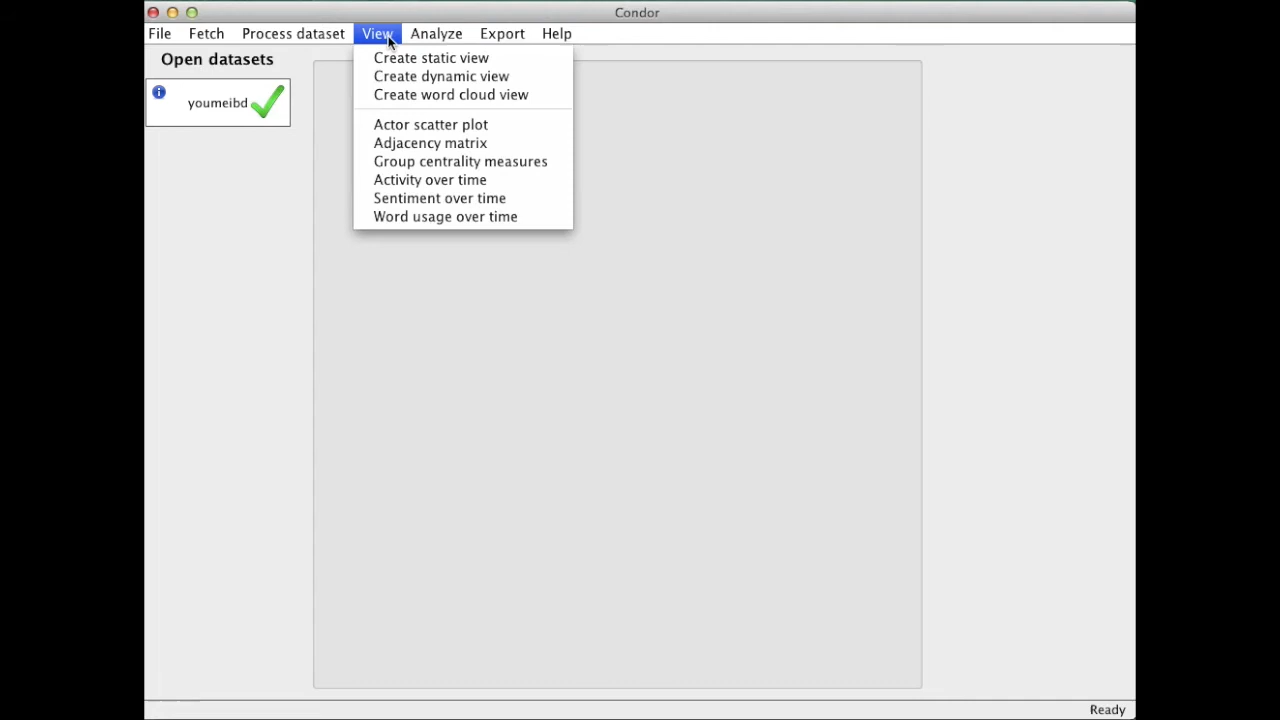 Condor
File Fetch Process dataset View Analyze Export Help
Open datasets
youmeibd
Create static view
Create dynamic view
Create word cloud view
Actor scatter plot
Adjacency matrix
Group centrality measures
Activity over time
Sentiment over time
Word usage over time
Ready